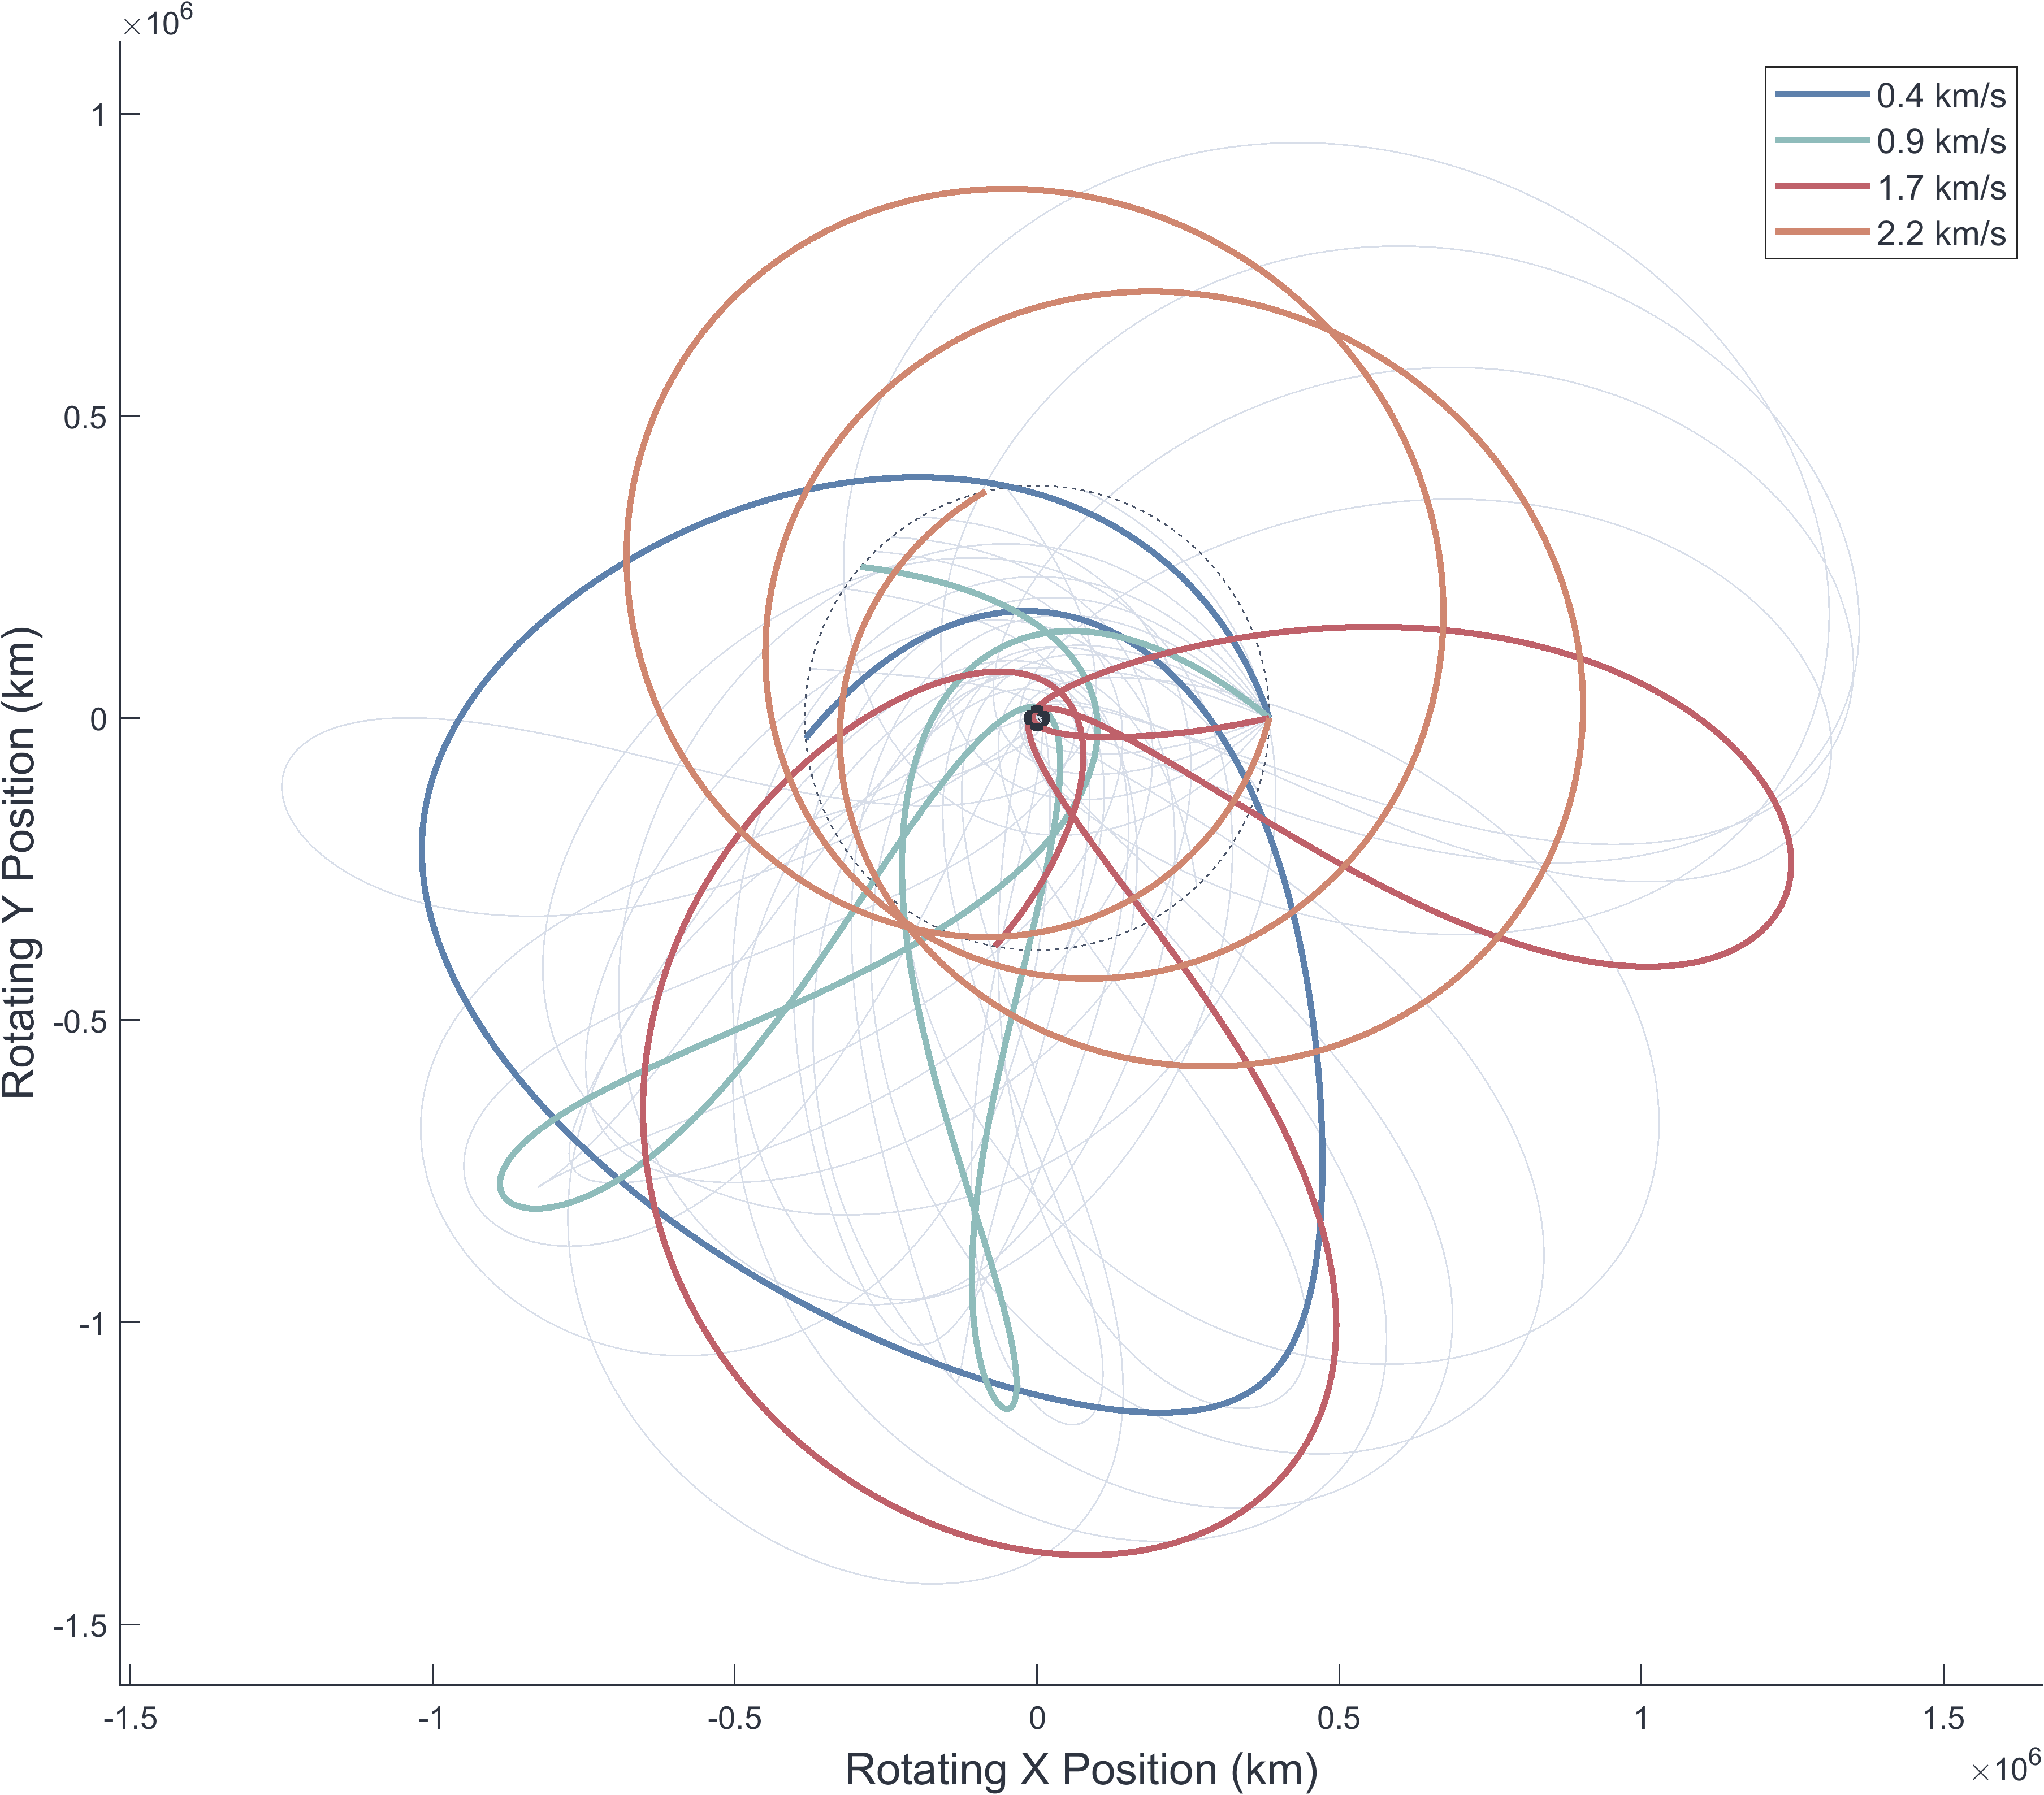 ×10⁶
0.4 km/s
0.9 km/s
1.7 km/s
2.2 km/s
1
0.5
0
-0.5
-1
-1.5
Rotating Y Position (km)
-1.5 -1 -0.5 0 0.5 1 1.5
Rotating X Position (km)
×10⁶